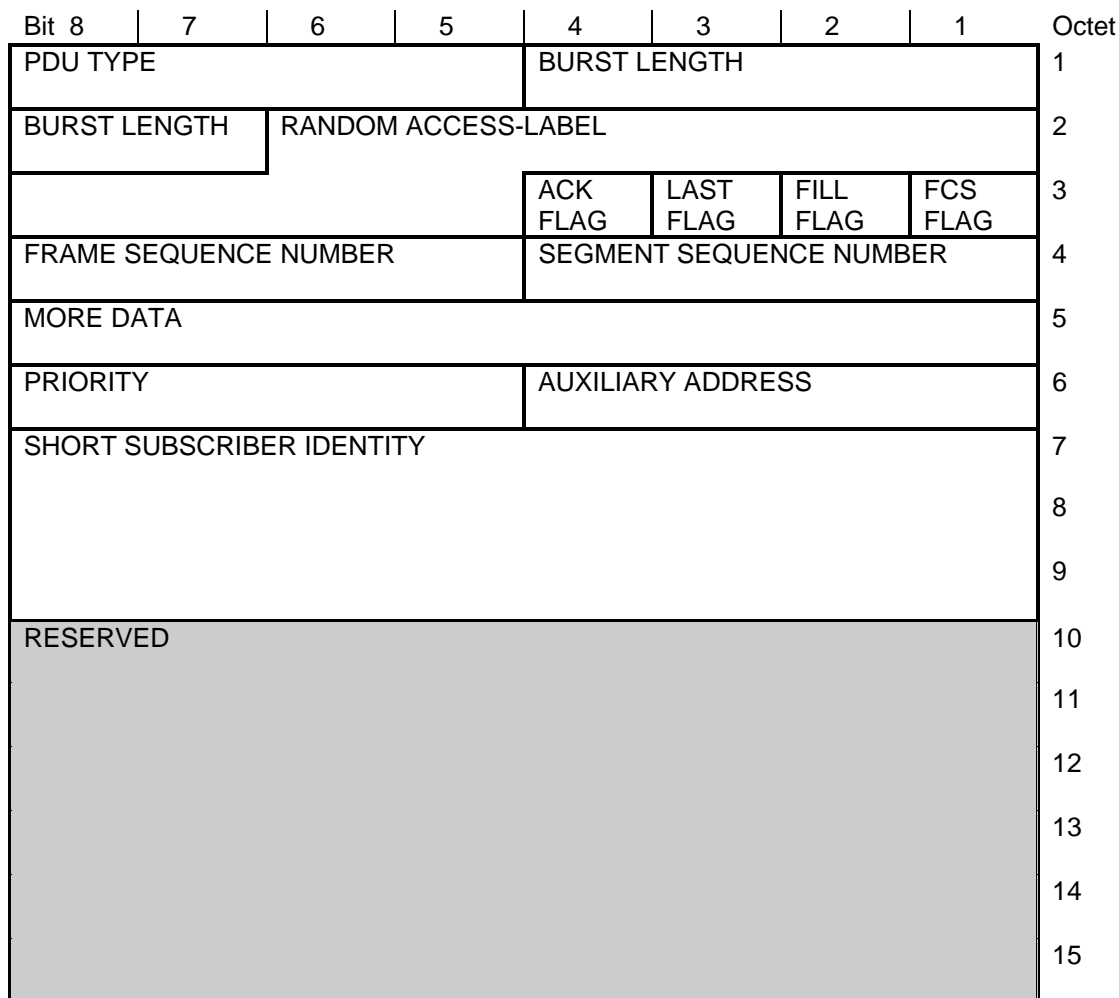 Bit 8 7 6 5 4 3 2 1 Octet
PDU TYPE BURST LENGTH 1
BURST LENGTH RANDOM ACCESS-LABEL 2
ACK LAST FILL FCS 3
FLAG FLAG FLAG FLAG
FRAME SEQUENCE NUMBER SEGMENT SEQUENCE NUMBER 4
MORE DATA 5
PRIORITY AUXILIARY ADDRESS 6
SHORT SUBSCRIBER IDENTITY 7
8
9
RESERVED 10
11
12
13
14
15